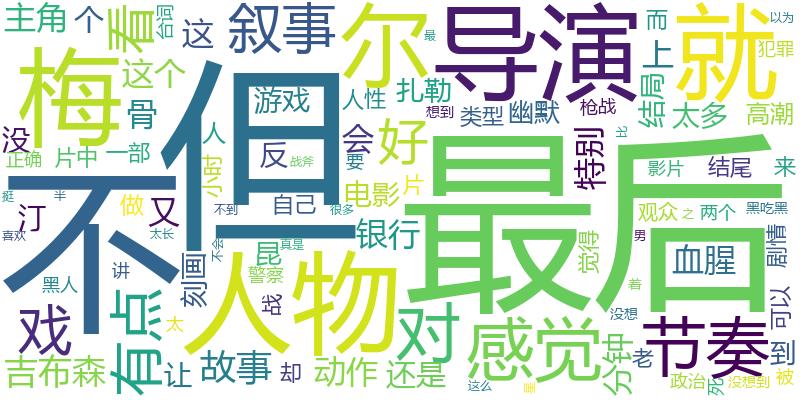 主角
个
看
这
叙事
尔
导演
就
而
上
以为
犯罪
台词
最
梅
这个
骨
游戏
人性
扎勒
想到
类型
幽默
枪战
结局
太多
高潮
没
正确
片中
一部
但
小时
人
反
战斧
会
要
好
特别
比
影片
结尾
来
不
最后
挺
半
汀
喜欢
做
又
太长
不到
自己
很多
电影
片
银行
观众
之
两个
黑吃黑
戏
黑人
讲
刻画
不会
昆
真是
警察
人物
觉得
男
血腥
剧情
有点
太
战
对
感觉
着
没想
节奏
可以
到
吉布森
让
故事
却
动作
还是
这么
是
分钟
老
政治
死
没想到
被